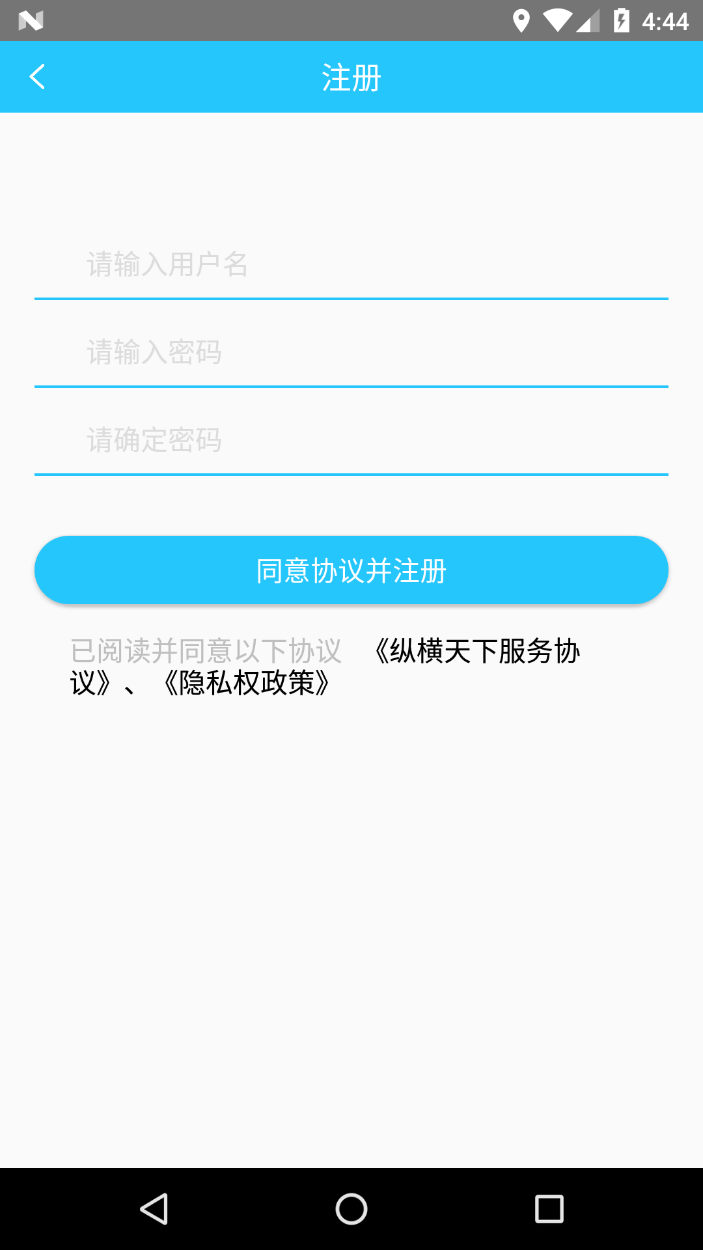 4:44
注册
请输入用户名
请输入密码
请确定密码
同意协议并注册
已阅读并同意以下协议 《纵横天下服务协
议》、《隐私权政策》